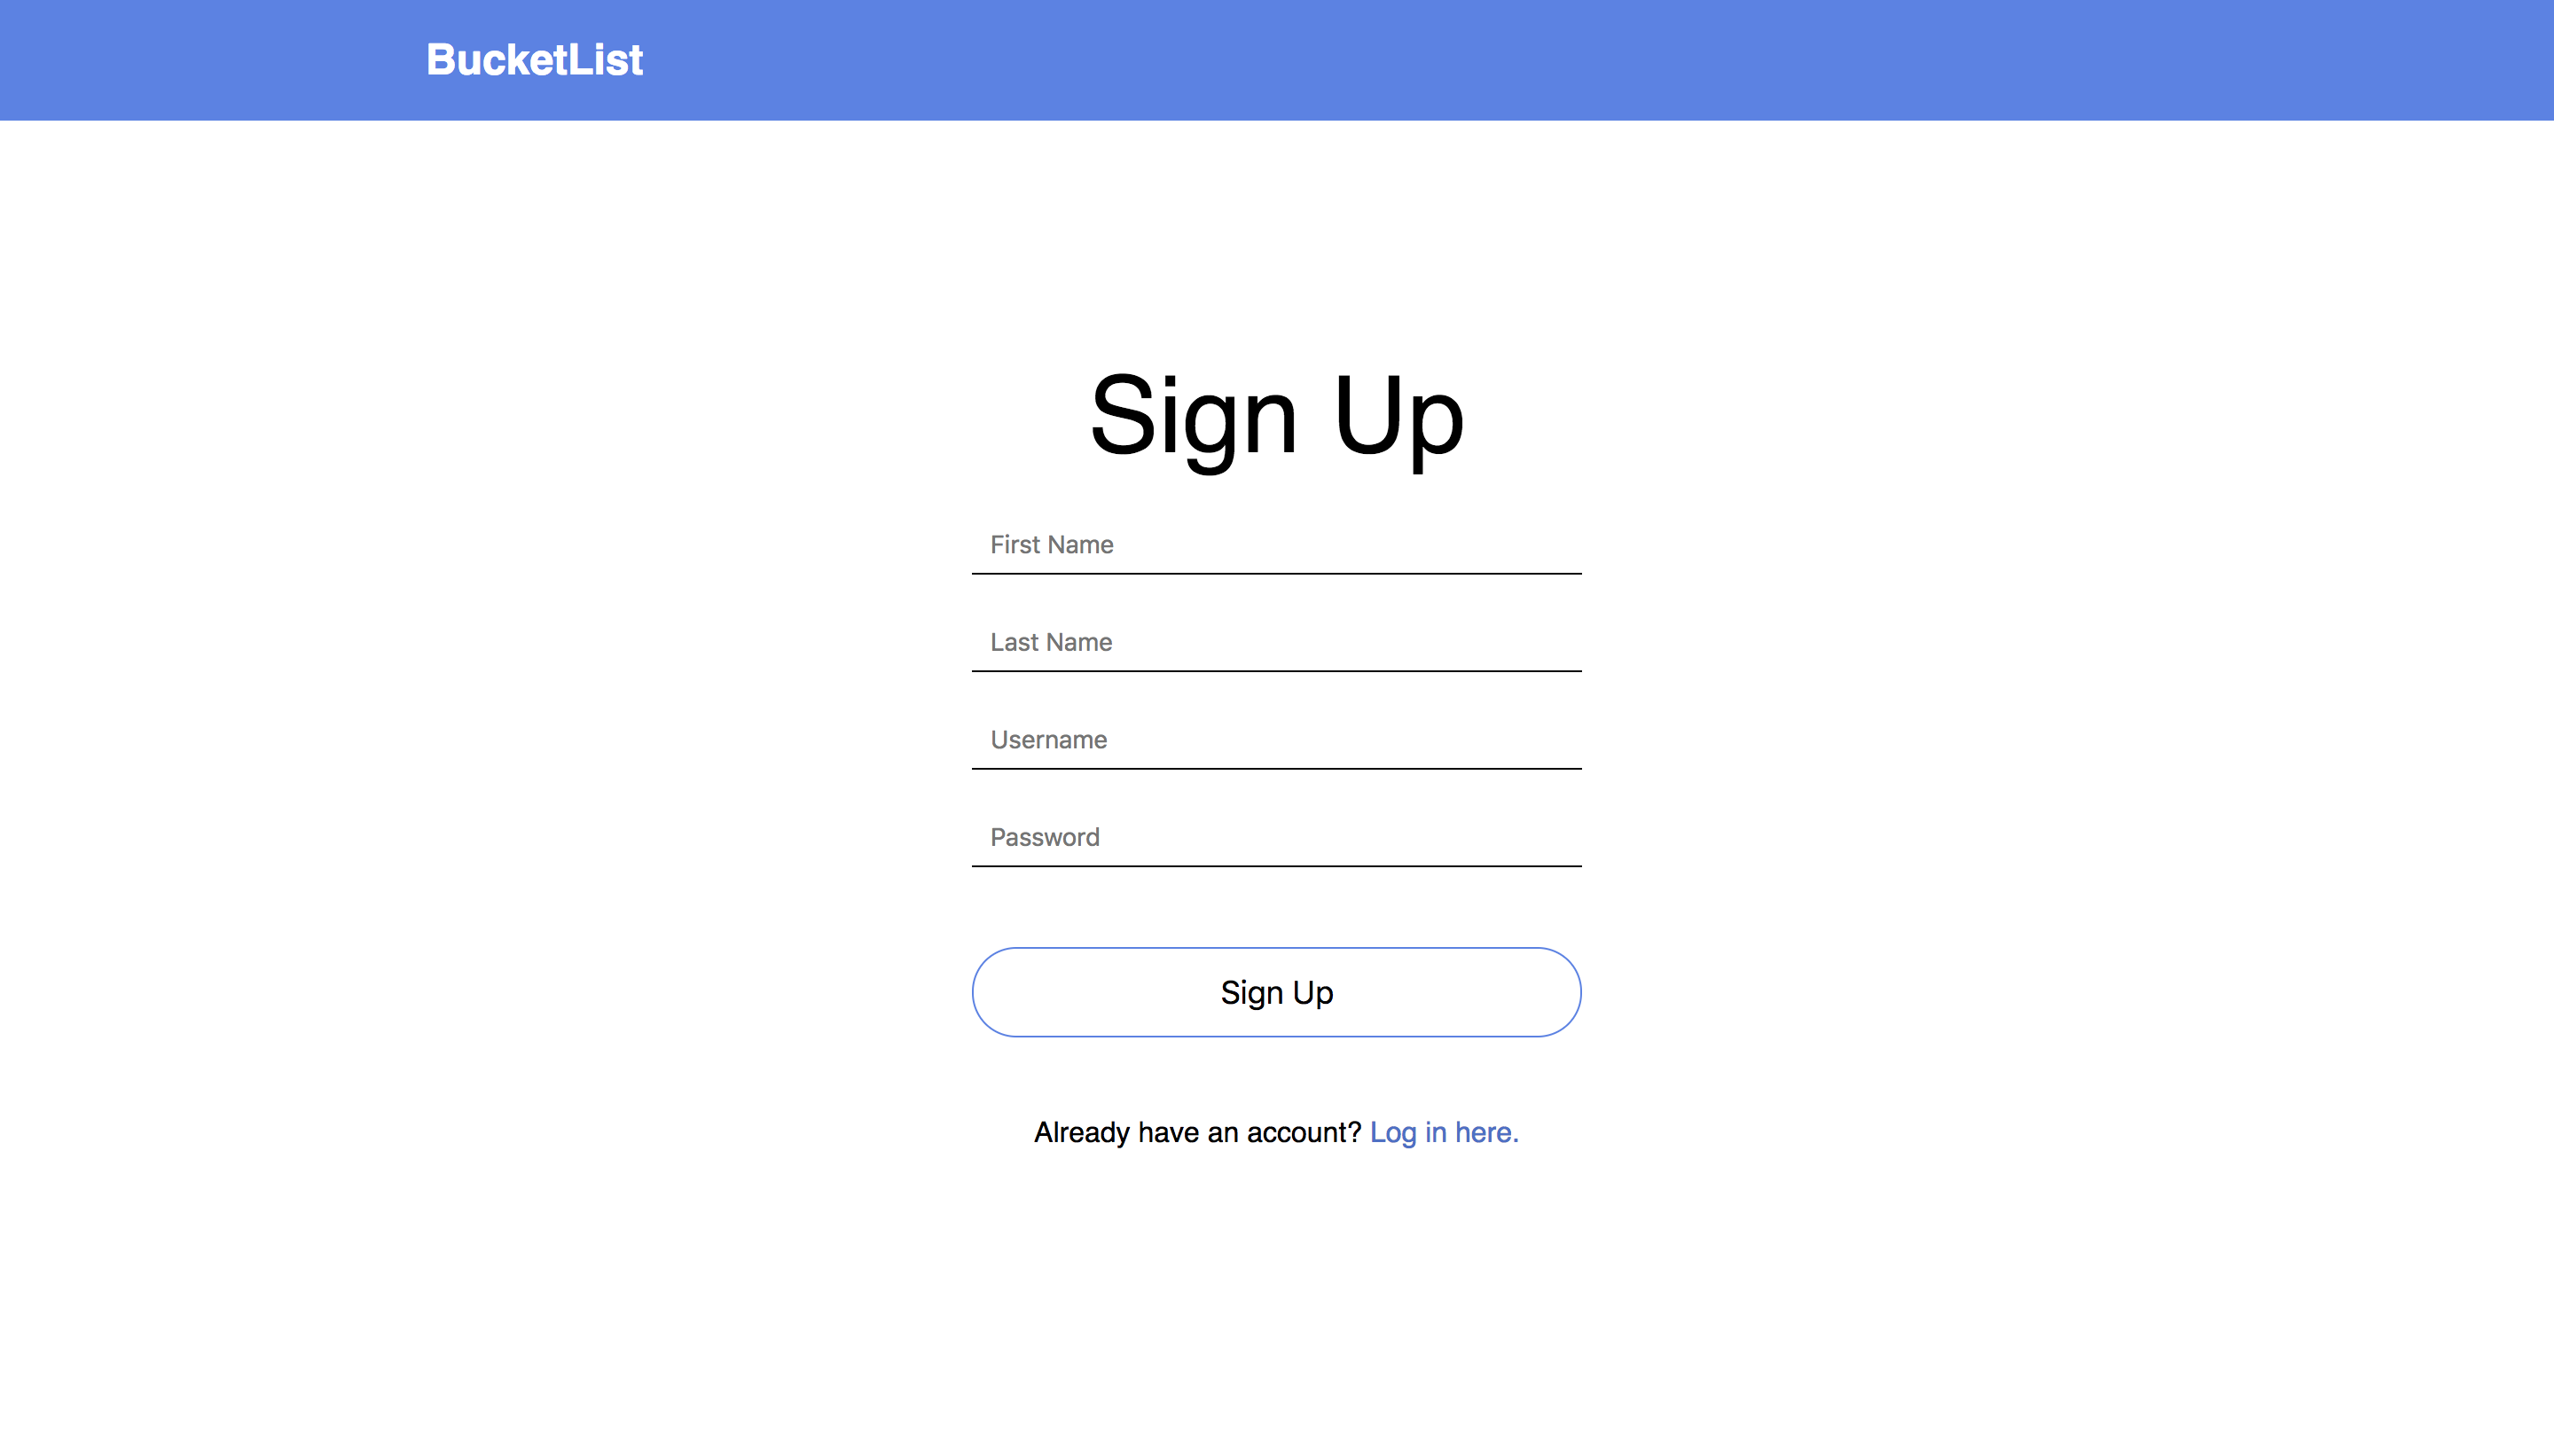 BucketList
Sign Up
First Name
Last Name
Username
Password
Sign Up
Already have an account? Log in here.